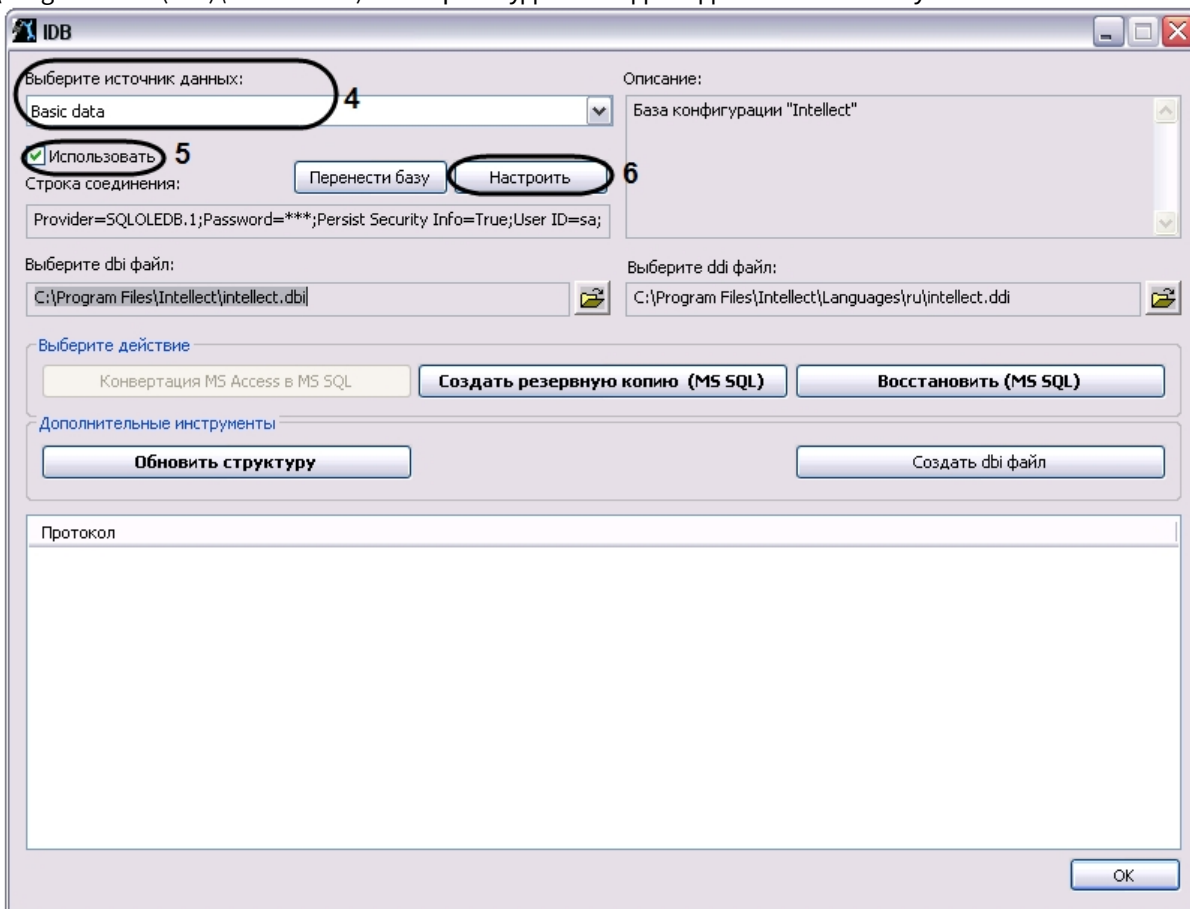 IDB
Выберите источник данных:
Basic data
4
Использовать
5
Перенести базу
Настроить
6
Строка соединения:
Provider=SQLOLEDB.1;Password=***;Persist Security Info=True;User ID=sa;
Описание:
База конфигурации "Intellect"
Выберите dbi файл:
C:\Program Files\Intellect\intellect.dbi
Выберите ddi файл:
C:\Program Files\Intellect\Languages\ru\intellect.ddi
Выберите действие
Конвертация MS Access в MS SQL
Создать резервную копию (MS SQL)
Восстановить (MS SQL)
Дополнительные инструменты
Обновить структуру
Создать dbi файл
Протокол
OK